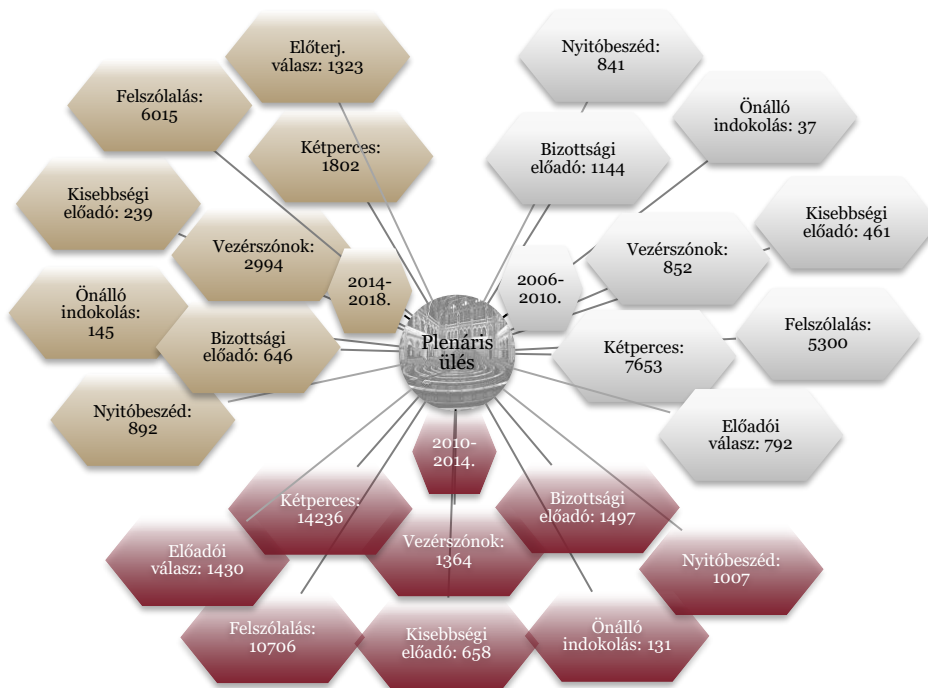 Előterj.
válasz: 1323
Felszólalás:
6015
Kétperces:
1802
Kisebbségi
előadó: 239
Vezérszónok:
2994
2014-
2018.
Önálló
indokolás:
145
Bizottsági
előadó: 646
Nyitóbeszéd:
892
Nyitóbeszéd:
841
Önálló
indokolás: 37
Bizottsági
előadó: 1144
Kisebbségi
előadó: 461
Vezérszónok:
852
2006-
2010.
Felszólalás:
5300
Kétperces:
7653
Előadói
válasz: 792
Plenáris
ülés
2010-
2014.
Kétperces:
14236
Bizottsági
előadó: 1497
Vezérszónok:
1364
Előadói
válasz: 1430
Nyitóbeszéd:
1007
Felszólalás:
10706
Kisebbségi
előadó: 658
Önálló
indokolás: 131